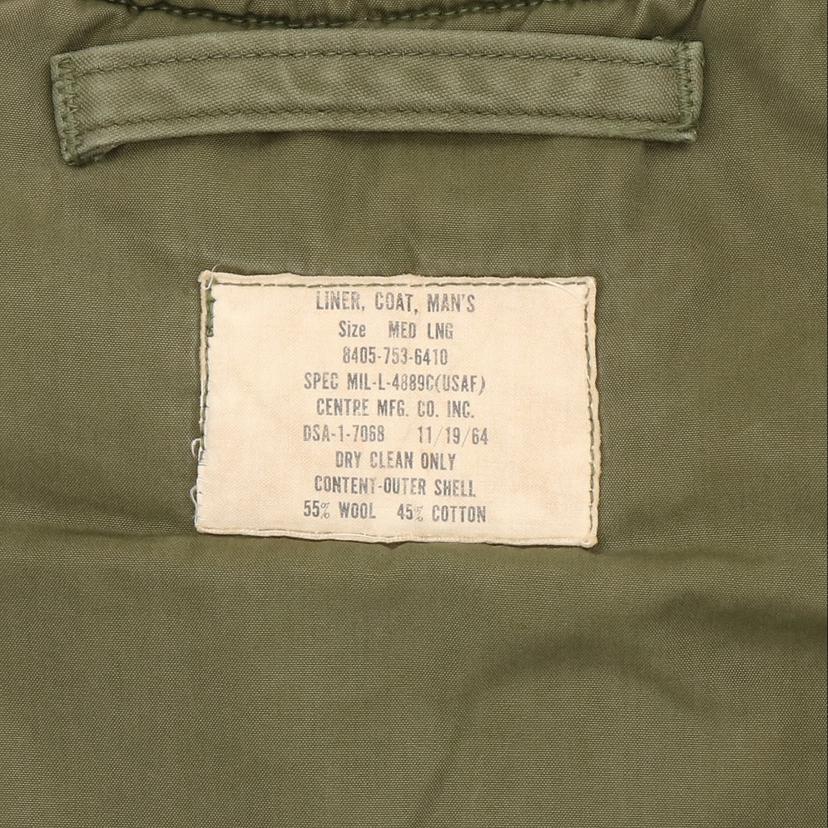 LINER, COAT, MAN'S
Size MED LNG
8405-753-6410
SPEC MIL-L-4889C(USAF)
CENTRE MFG. CO. INC.
DSA-1-7068 11/19/64
DRY CLEAN ONLY
CONTENT-OUTER SHELL
55% WOOL 45% COTTON